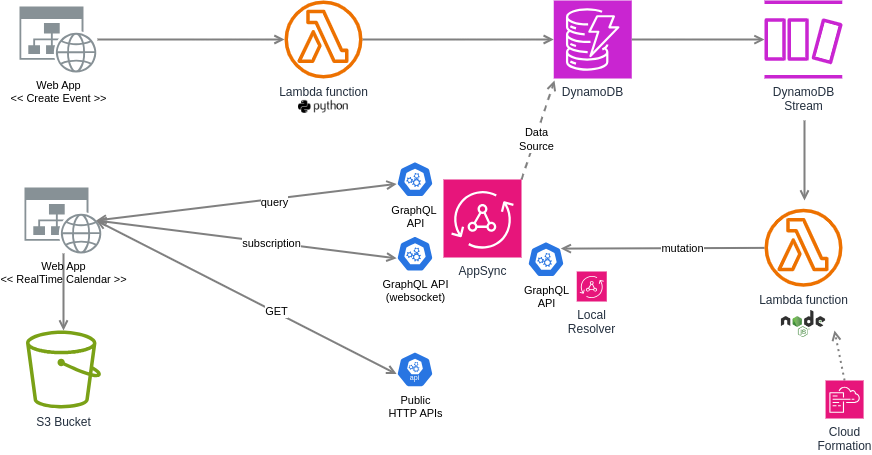 Web App
<< Create Event >>
Lambda function
python
DynamoDB
DynamoDB
Stream
Data
Source
query
GraphQL
API
subscription
GraphQL API
(websocket)
AppSync
mutation
GraphQL
API
Local
Resolver
Web App
<< RealTime Calendar >>
GET
Lambda function
node
JS
api
Public
HTTP APIs
S3 Bucket
Cloud
Formation